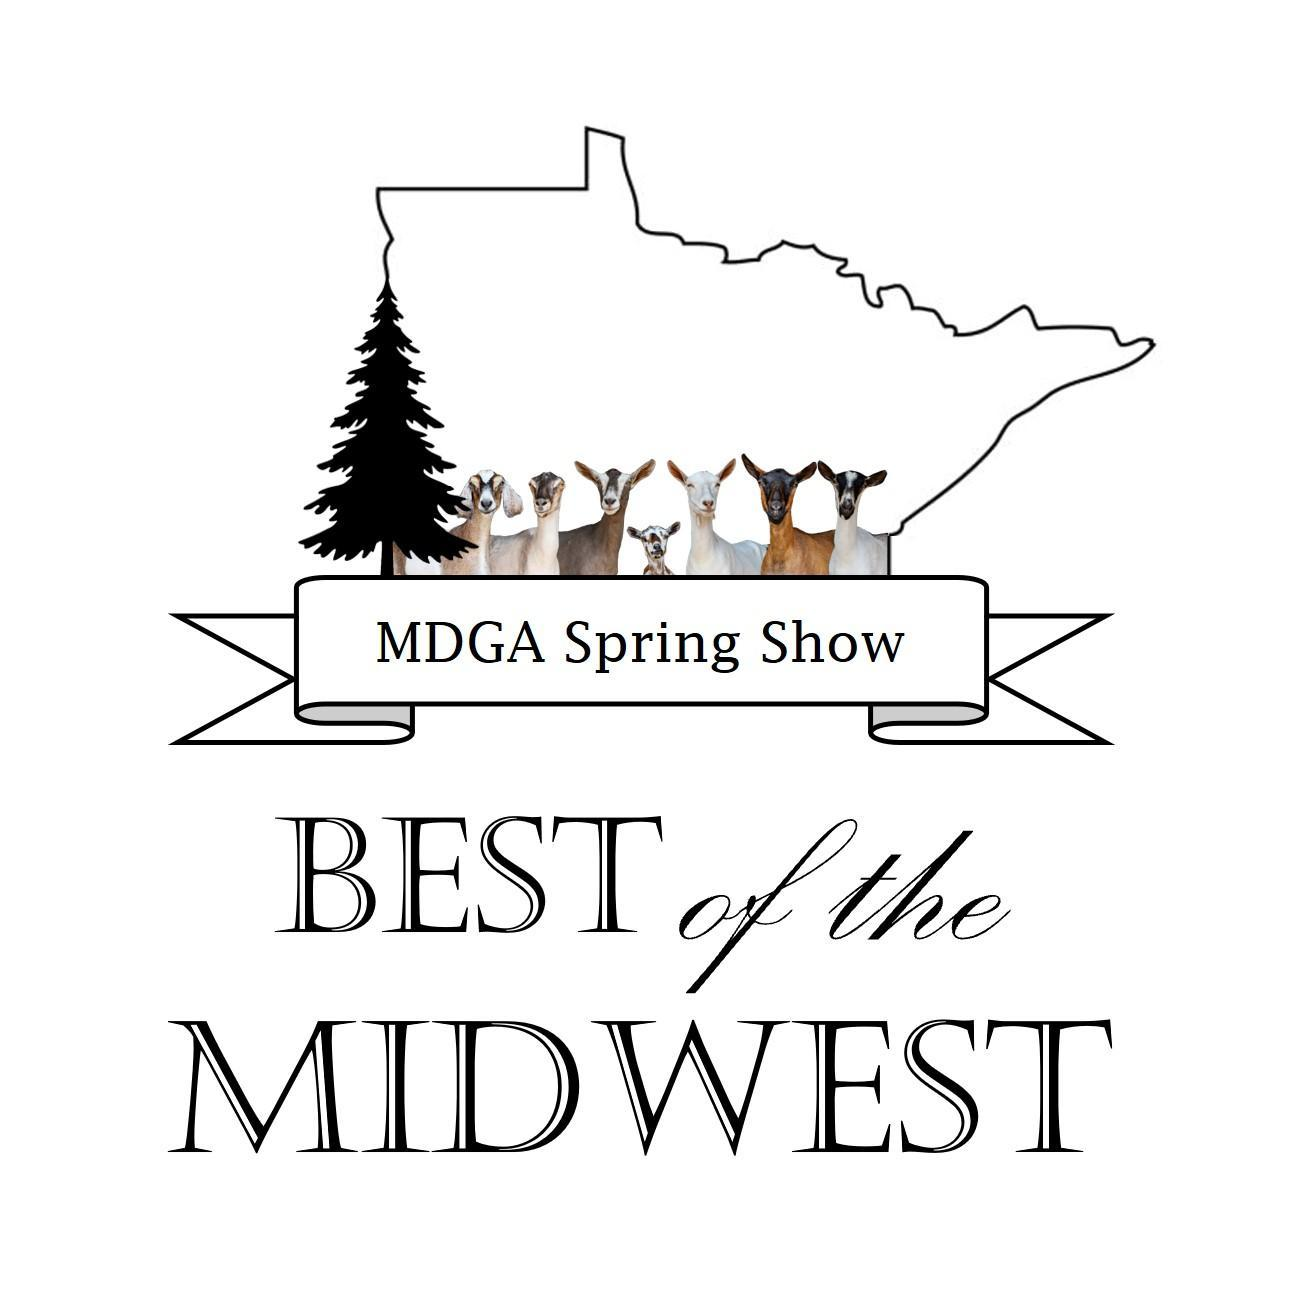 MDGA Spring Show
BEST of the
MIDWEST